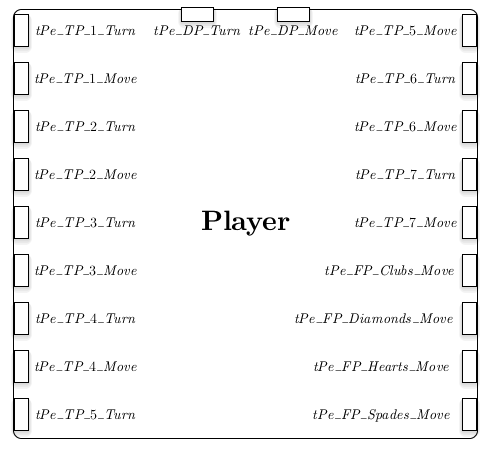 tPe_TP_1_Turn tPe_DP_Turn tPe_DP_Move tPe_TP_5_Move
tPe_TP_1_Move tPe_TP_6_Turn
tPe_TP_2_Turn tPe_TP_6_Move
tPe_TP_2_Move tPe_TP_7_Turn
tPe_TP_3_Turn Player tPe_TP_7_Move
tPe_TP_3_Move tPe_FP_Clubs_Move
tPe_TP_4_Turn tPe_FP_Diamonds_Move
tPe_TP_4_Move tPe_FP_Hearts_Move
tPe_TP_5_Turn tPe_FP_Spades_Move